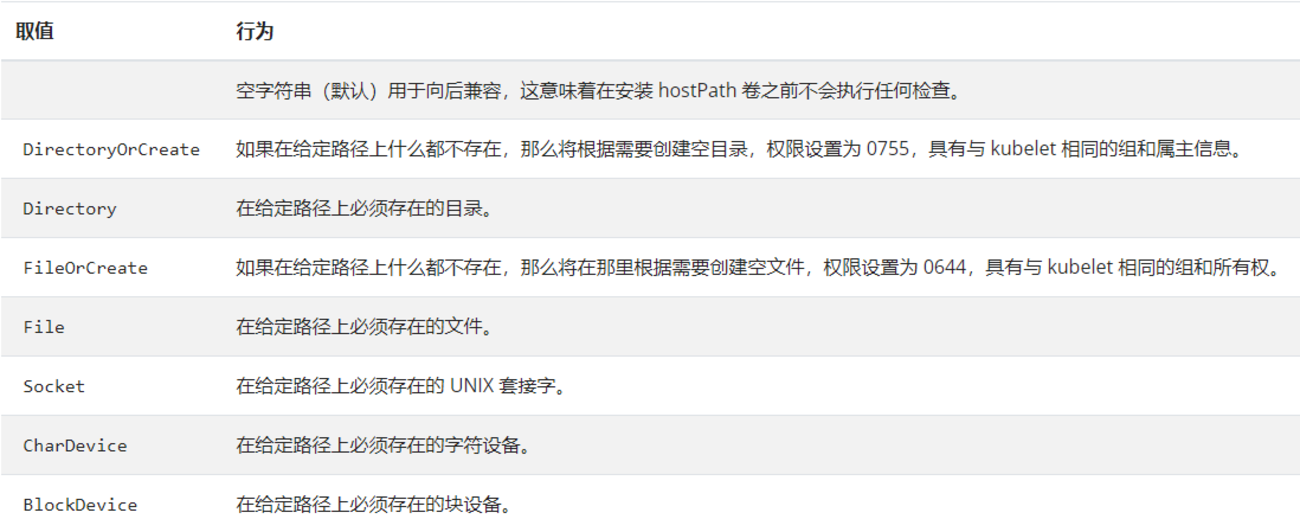 取值 行为
空字符串（默认）用于向后兼容，这意味着在安装 hostPath 卷之前不会执行任何检查。
DirectoryOrCreate 如果在给定路径上什么都不存在，那么将根据需要创建空目录，权限设置为 0755，具有与 kubelet 相同的组和属主信息。
Directory 在给定路径上必须存在的目录。
FileOrCreate 如果在给定路径上什么都不存在，那么将在那里根据需要创建空文件，权限设置为 0644，具有与 kubelet 相同的组和所有权。
File 在给定路径上必须存在的文件。
Socket 在给定路径上必须存在的 UNIX 套接字。
CharDevice 在给定路径上必须存在的字符设备。
BlockDevice 在给定路径上必须存在的块设备。